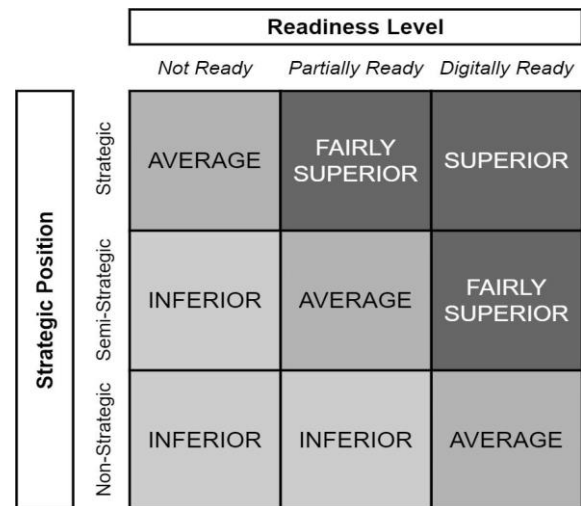 Readiness Level
Not Ready Partially Ready Digitally Ready
Strategic Position
Strategic
AVERAGE
FAIRLY
SUPERIOR
SUPERIOR
Semi-Strategic
INFERIOR
AVERAGE
FAIRLY
SUPERIOR
Non-Strategic
INFERIOR
INFERIOR
AVERAGE